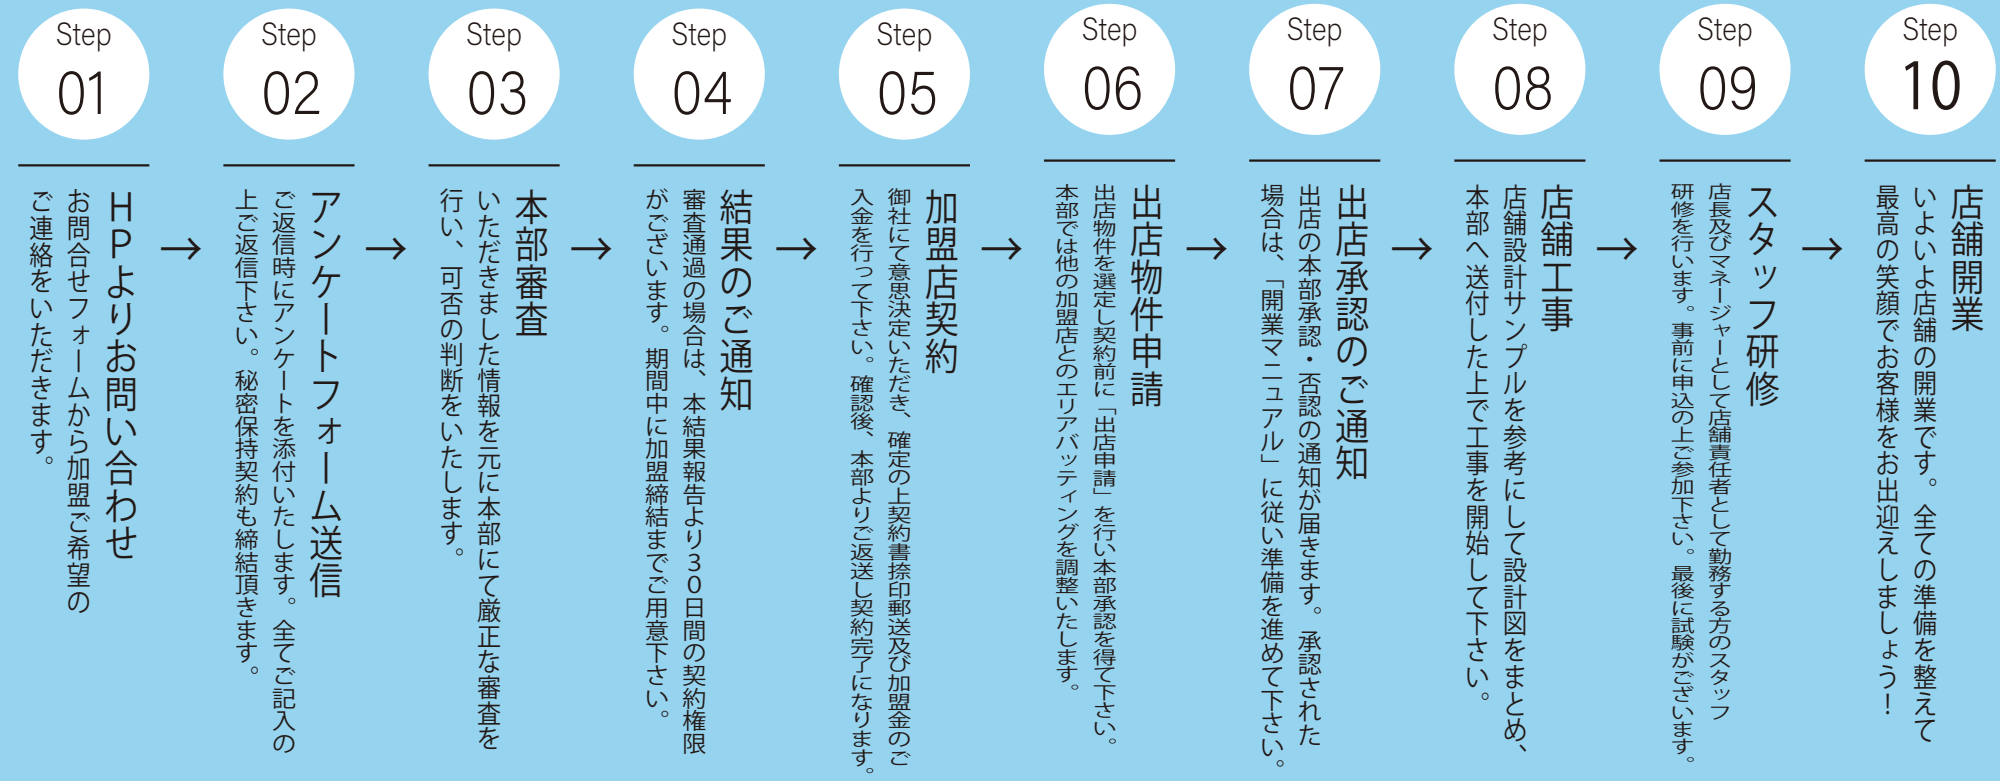 Step
01
HPよりお問い合わせ
お問合せフォームから加盟ご希望の
ご連絡をいただきます。
→
Step
02
アンケートフォーム送信
ご返信時にアンケートを添付いたします。全てご記入の
上ご返信下さい。秘密保持契約も締結頂きます。
→
Step
03
本部審査
いただきました情報を元に本部にて厳正な審査を
行い、可否の判断をいたします。
→
Step
04
結果のご通知
審査通過の場合は、本結果報告より30日間の契約権限
がございます。期間中に加盟締結までご用意下さい。
→
Step
05
加盟店契約
御社にて意思決定いただき、確定の上契約書捺印郵送及び加盟金のご
入金を行って下さい。確認後、本部よりご返送し契約完了になります。
→
Step
06
出店物件申請
出店物件を選定し契約前に「出店申請」を行い本部承認を得て下さい。
本部では他の加盟店とのエリアバッティングを調整いたします。
→
Step
07
出店承認のご通知
出店の本部承認・否認の通知が届きます。承認された
場合は、「開業マニュアル」に従い準備を進めて下さい。
→
Step
08
店舗工事
店舗設計サンプルを参考にして設計図をまとめ、
本部へ送付した上で工事を開始して下さい。
→
Step
09
スタッフ研修
店長及びマネージャーとして店舗責任者として勤務する方のスタッフ
研修を行います。事前に申込の上ご参加下さい。最後に試験がございます。
→
Step
10
店舗開業
いよいよ店舗の開業です。全ての準備を整えて
最高の笑顔でお客様をお出迎えしましょう！